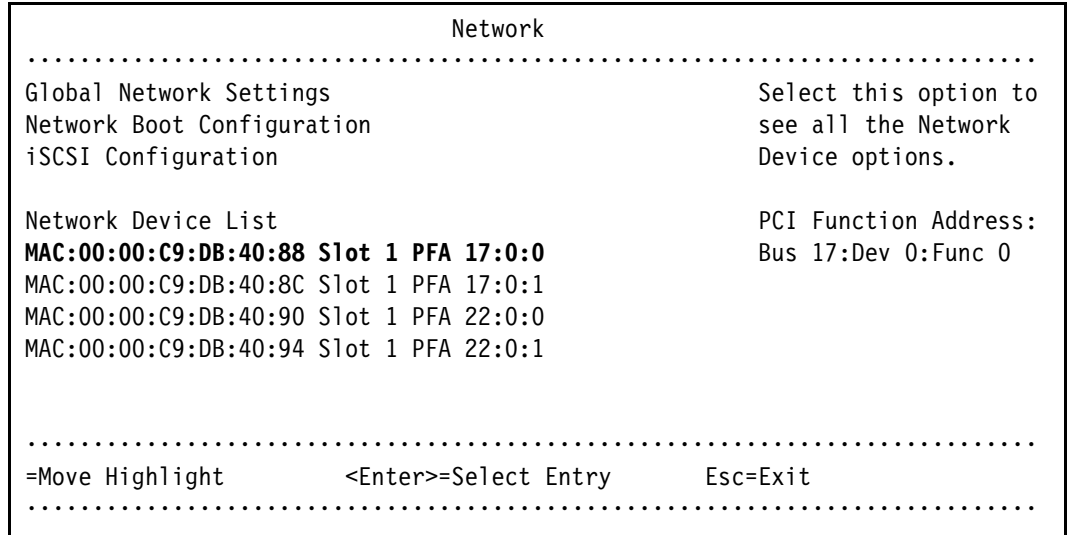 Network
...........................................................................
Global Network Settings Select this option to
Network Boot Configuration see all the Network
iSCSI Configuration Device options.
Network Device List PCI Function Address:
MAC:00:00:C9:DB:40:88 Slot 1 PFA 17:0:0 Bus 17:Dev 0:Func 0
MAC:00:00:C9:DB:40:8C Slot 1 PFA 17:0:1
MAC:00:00:C9:DB:40:90 Slot 1 PFA 22:0:0
MAC:00:00:C9:DB:40:94 Slot 1 PFA 22:0:1
...........................................................................
=Move Highlight <Enter>=Select Entry Esc=Exit
...........................................................................